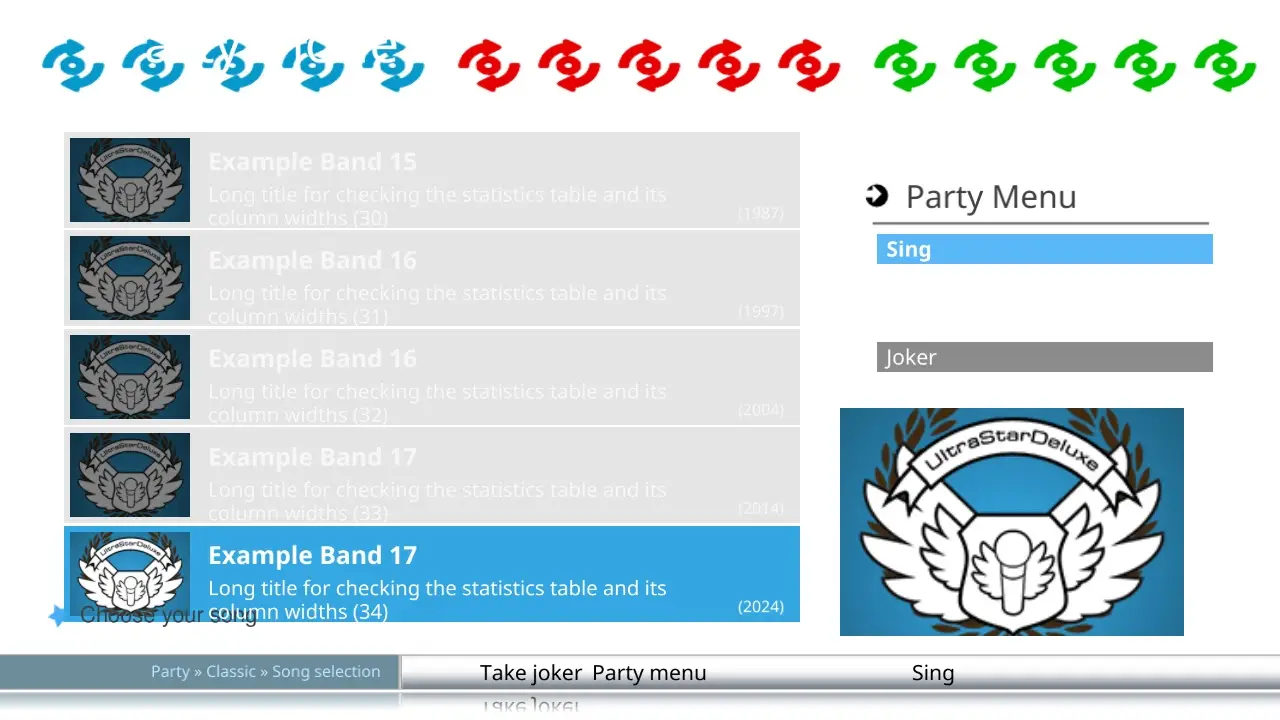 Example Band 15
Long title for checking the statistics table and its
column widths (30)
(1987)
Example Band 16
Long title for checking the statistics table and its
column widths (31)
(1997)
Example Band 16
Long title for checking the statistics table and its
column widths (32)
(2004)
Example Band 17
Long title for checking the statistics table and its
column widths (33)
(2014)
UltraStarDeluxe
Example Band 17
Long title for checking the statistics table and its
column widths (34)
(2024)
Choose your song
Party Menu
Sing
Joker
UltraStarDeluxe
Party » Classic » Song selection
Take joker Party menu
Sing